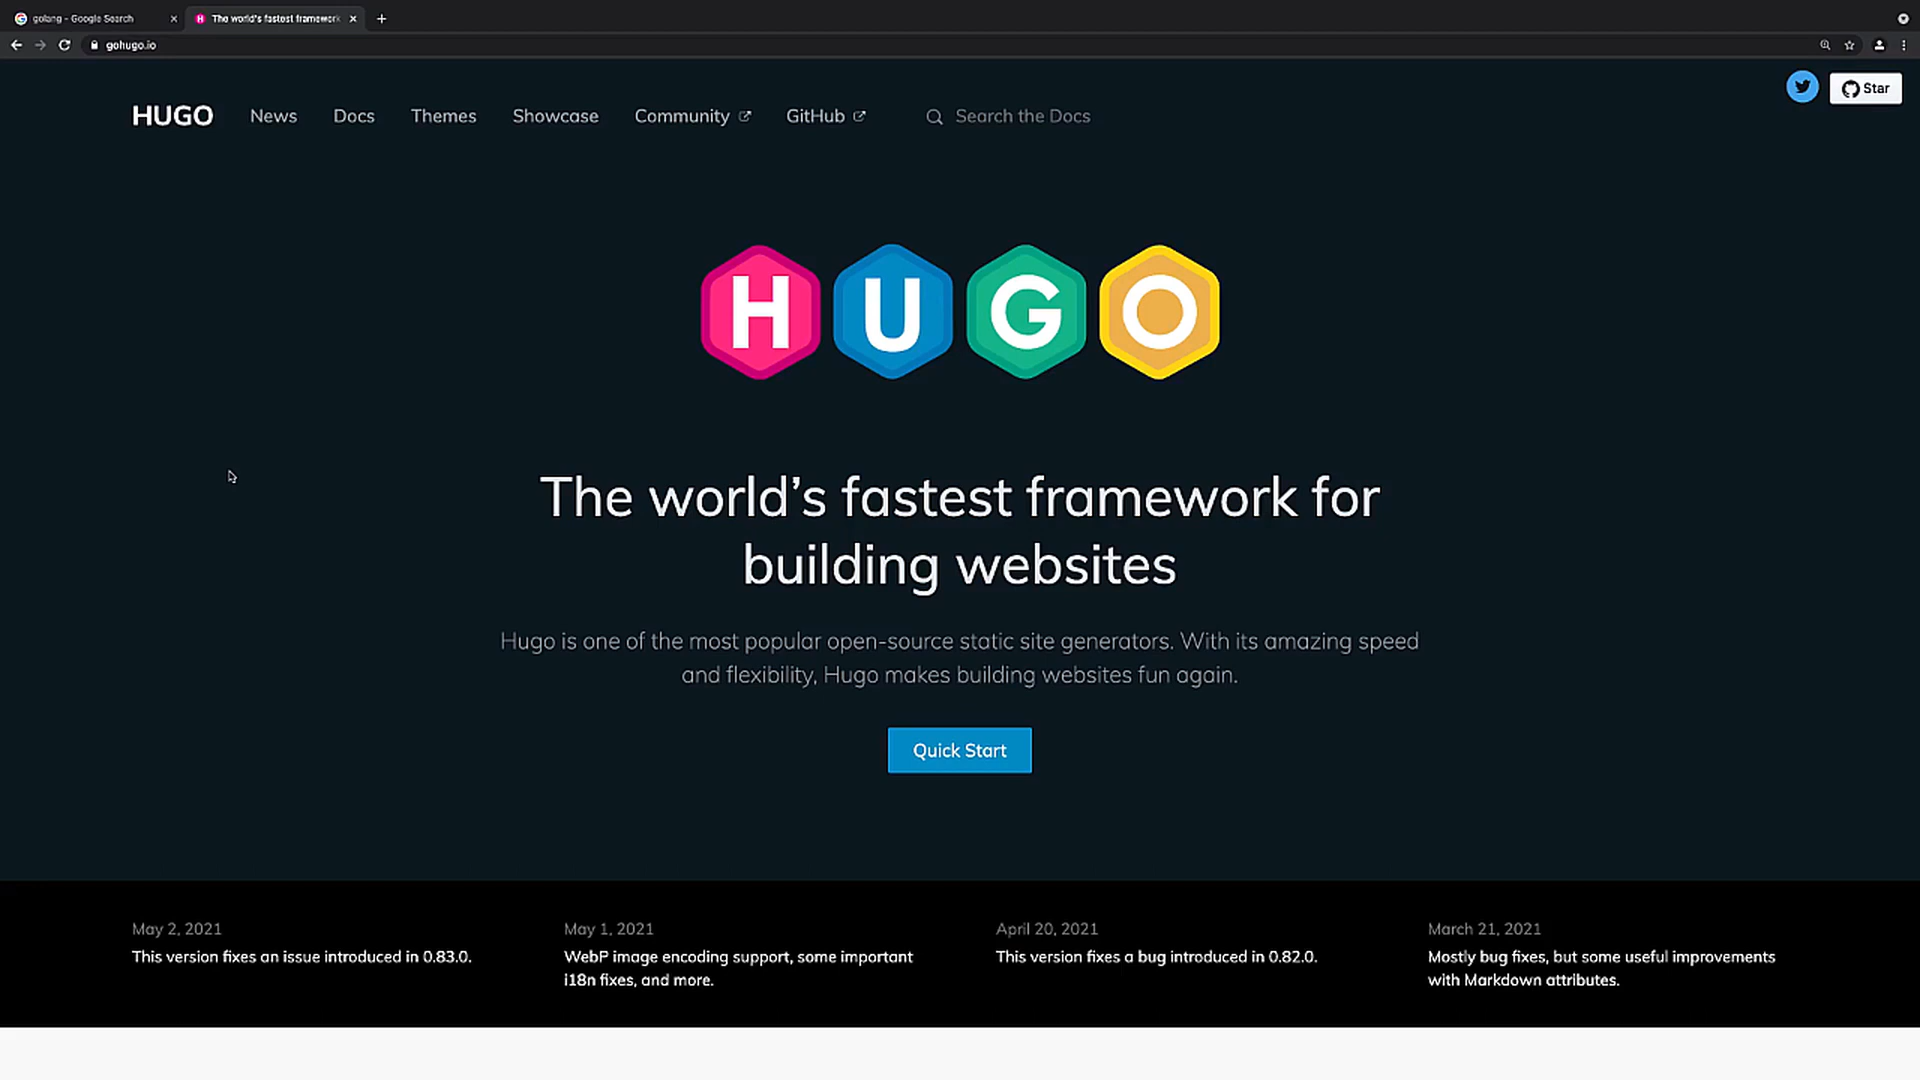 golang - Google Search
The world's fastest framework
gohugo.io
HUGO News Docs Themes Showcase Community GitHub Search the Docs
Star
HUGO
The world’s fastest framework for
building websites
Hugo is one of the most popular open-source static site generators. With its amazing speed
and flexibility, Hugo makes building websites fun again.
Quick Start
May 2, 2021
This version fixes an issue introduced in 0.83.0.
May 1, 2021
WebP image encoding support, some important
i18n fixes, and more.
April 20, 2021
This version fixes a bug introduced in 0.82.0.
March 21, 2021
Mostly bug fixes, but some useful improvements
with Markdown attributes.